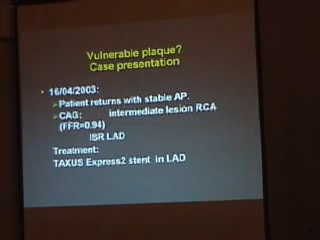 Vulnerable plaque?
Case presentation
• 16/04/2003:
➢Patient returns with stable AP.
➢CAG: intermediate lesion RCA
(FFR=0.94)
ISR LAD
Treatment:
TAXUS Express2 stent in LAD